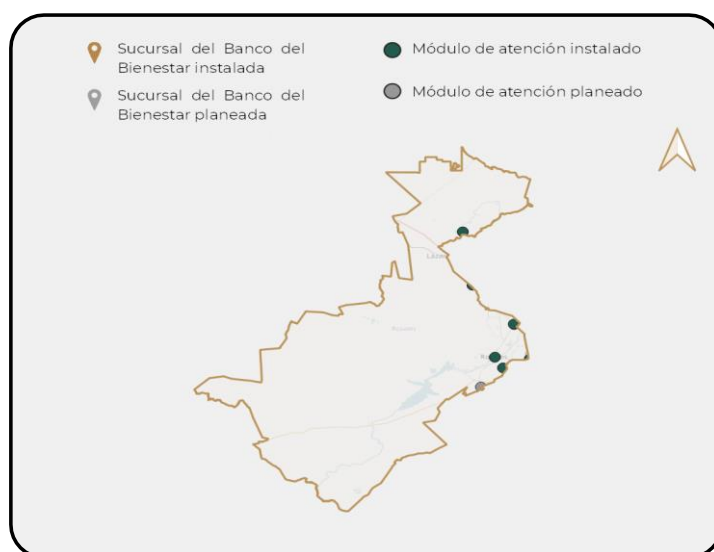 Sucursal del Banco del
Bienestar instalada
Sucursal del Banco del
Bienestar planeada
Módulo de atención instalado
Módulo de atención planeado